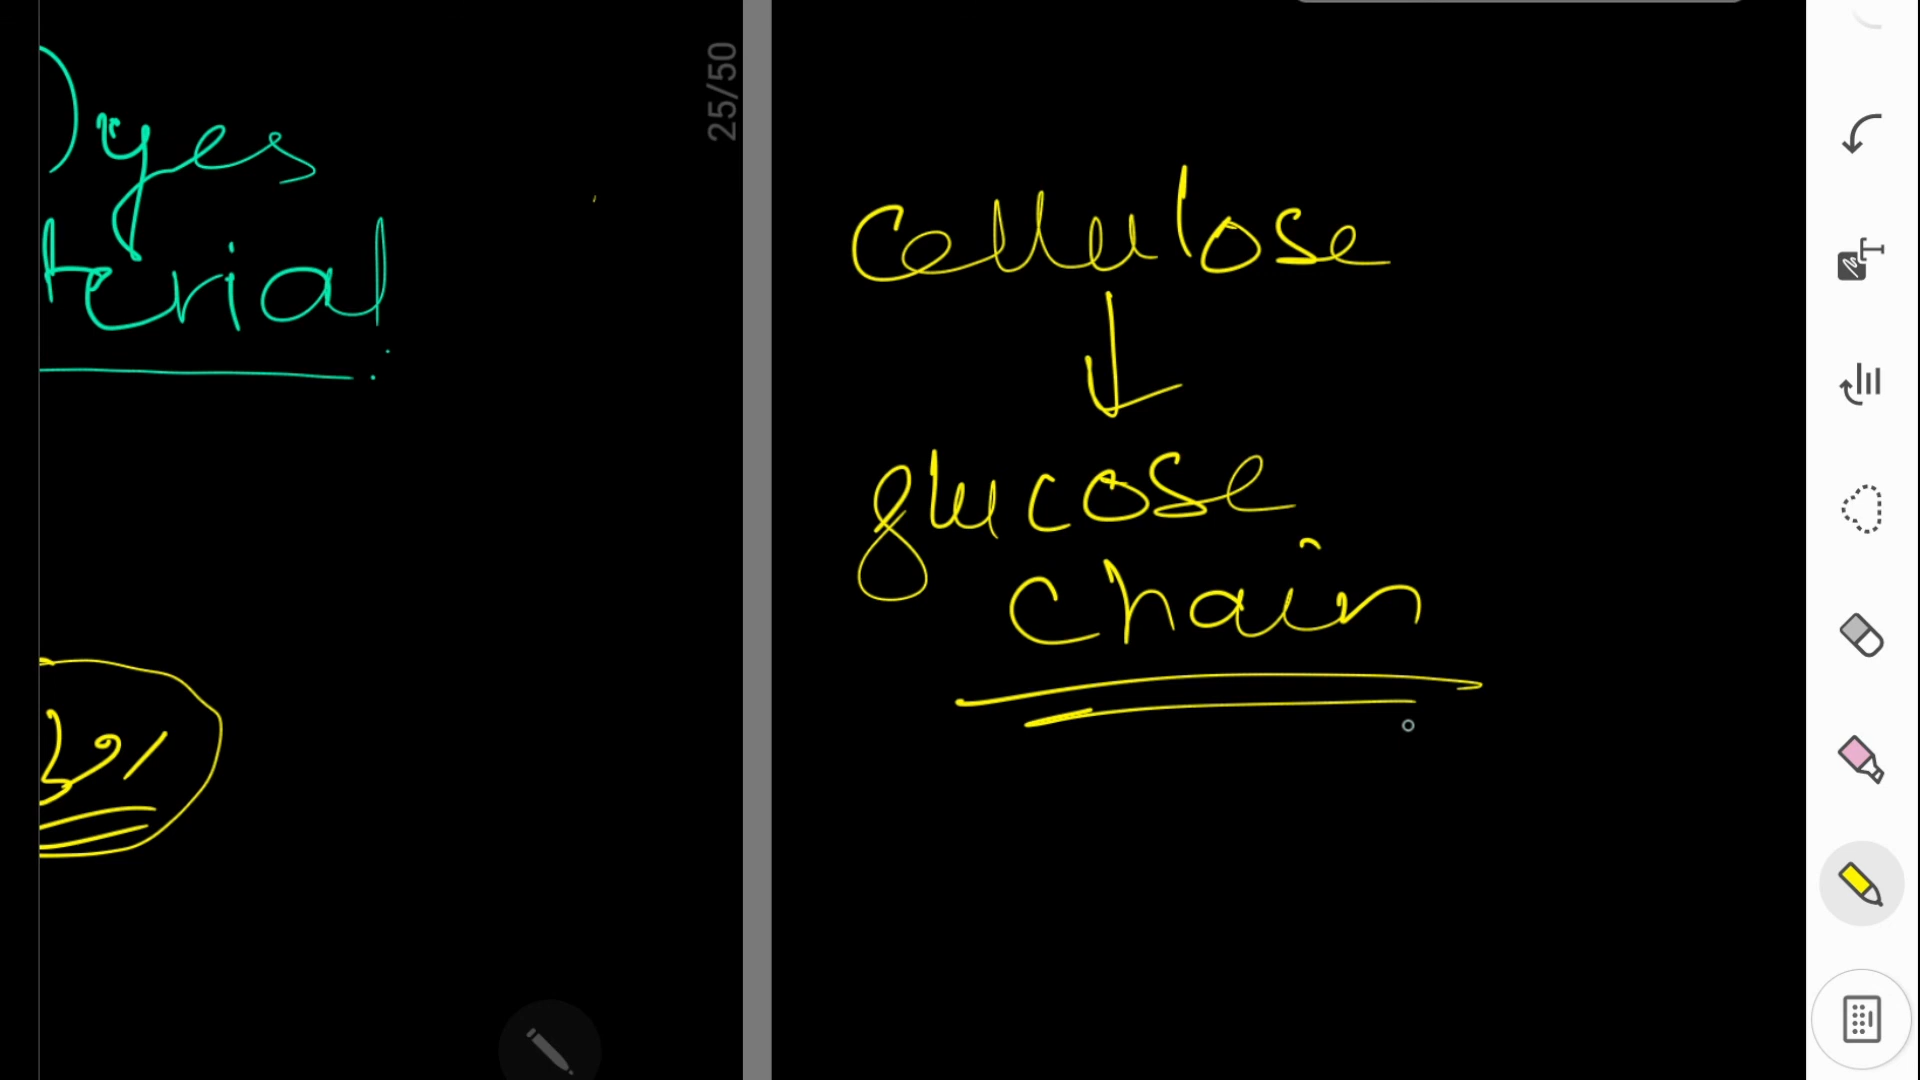 Dyes
terial
25/50
cellulose
glucose
chain